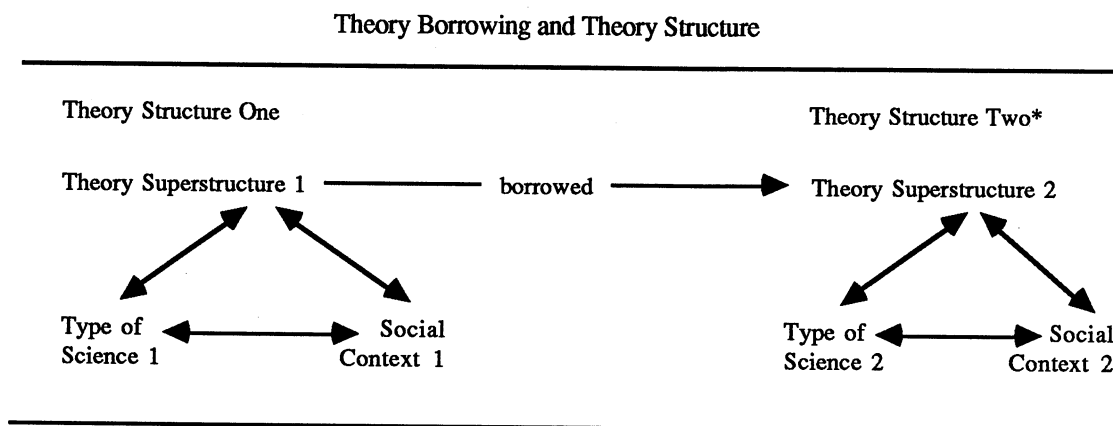 Theory Borrowing and Theory Structure
Theory Structure One
Theory Structure Two*
Theory Superstructure 1
borrowed
Theory Superstructure 2
Type of
Science 1
Social
Context 1
Type of
Science 2
Social
Context 2